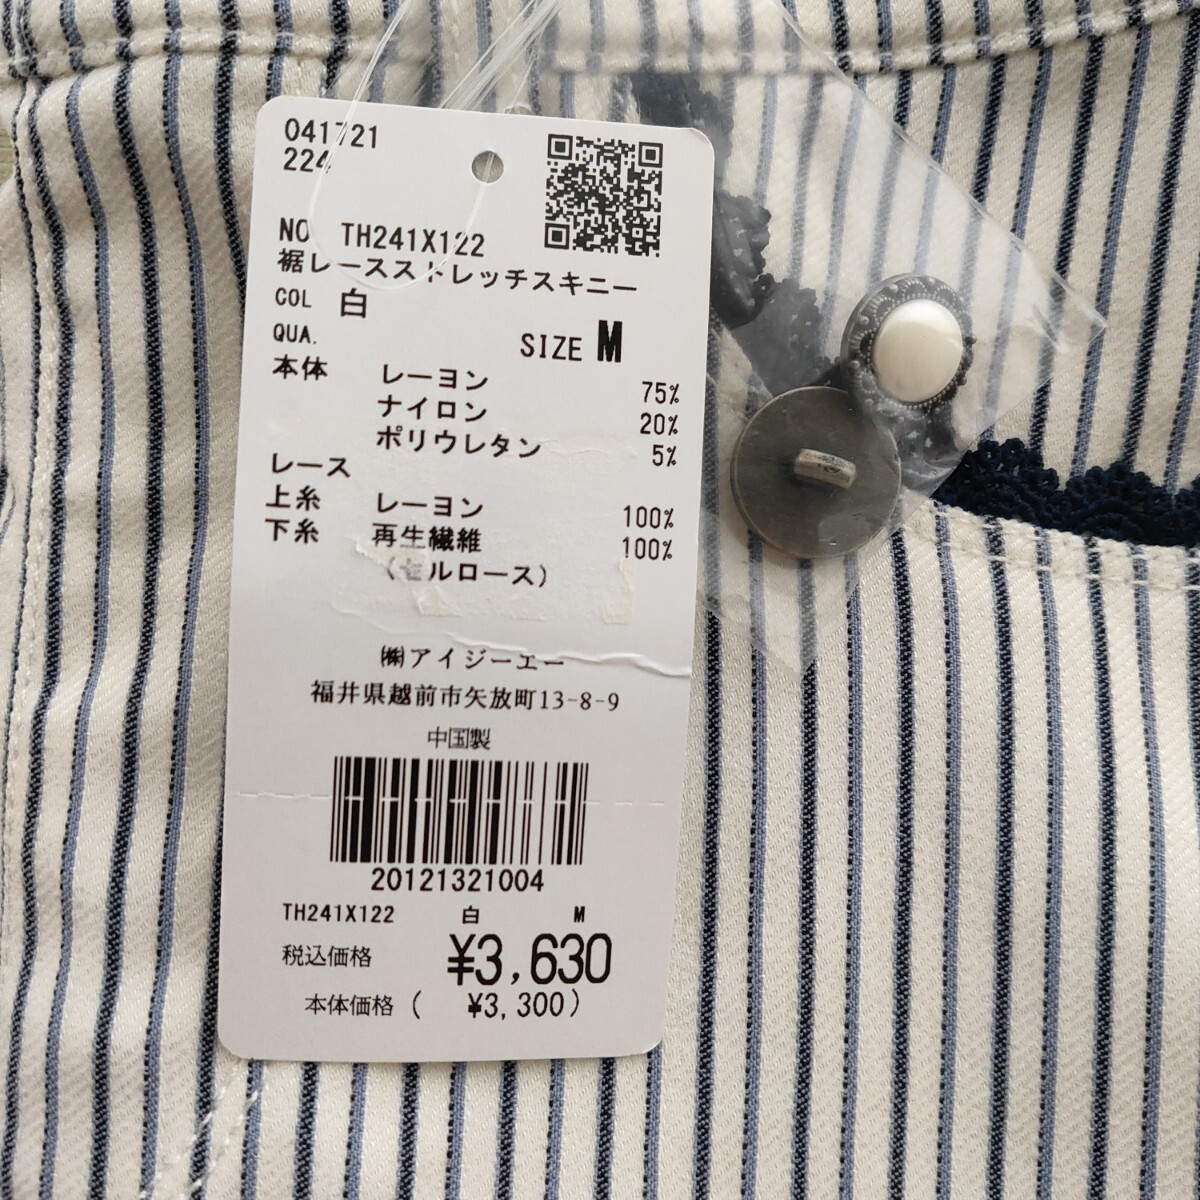 041721
224
NO TH241X122
裾レースストレッチスキニー
COL 白
QUA. SIZE M
本体 レーヨン 75%
ナイロン 20%
ポリウレタン 5%
レース
上糸 レーヨン 100%
下糸 再生繊維 100%
(セルロース)
㈱アイジーエー
福井県越前市矢放町13-8-9
中国製
20121321004
TH241X122 白 M
税込価格 ¥3,630
本体価格( ¥3,300)